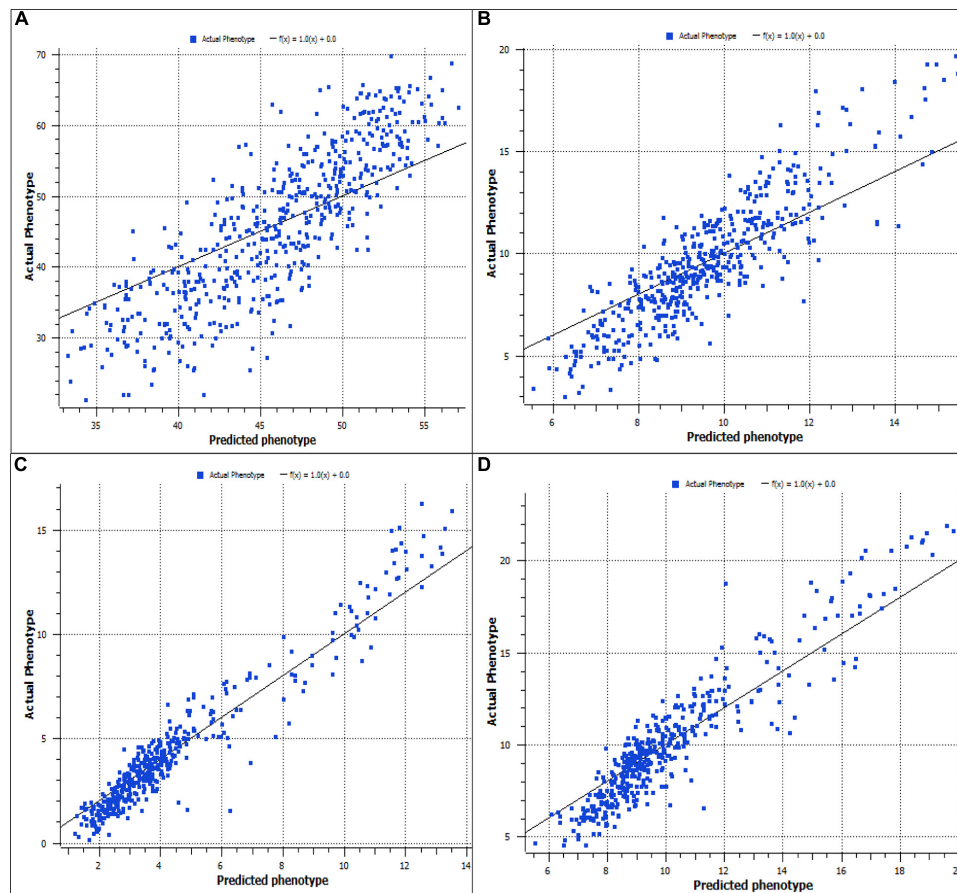 A
Actual Phenotype f(x) = 1.0(x) + 0.0
70
60
50
40
30
Actual Phenotype
35 40 45 50 55
Predicted phenotype
B
Actual Phenotype f(x) = 1.0(x) + 0.0
20
15
10
5
Actual Phenotype
6 8 10 12 14
Predicted phenotype
C
Actual Phenotype f(x) = 1.0(x) + 0.0
15
10
5
0
Actual Phenotype
2 4 6 8 10 12 14
Predicted phenotype
D
Actual Phenotype f(x) = 1.0(x) + 0.0
20
15
10
5
Actual Phenotype
6 8 10 12 14 16 18 20
Predicted phenotype